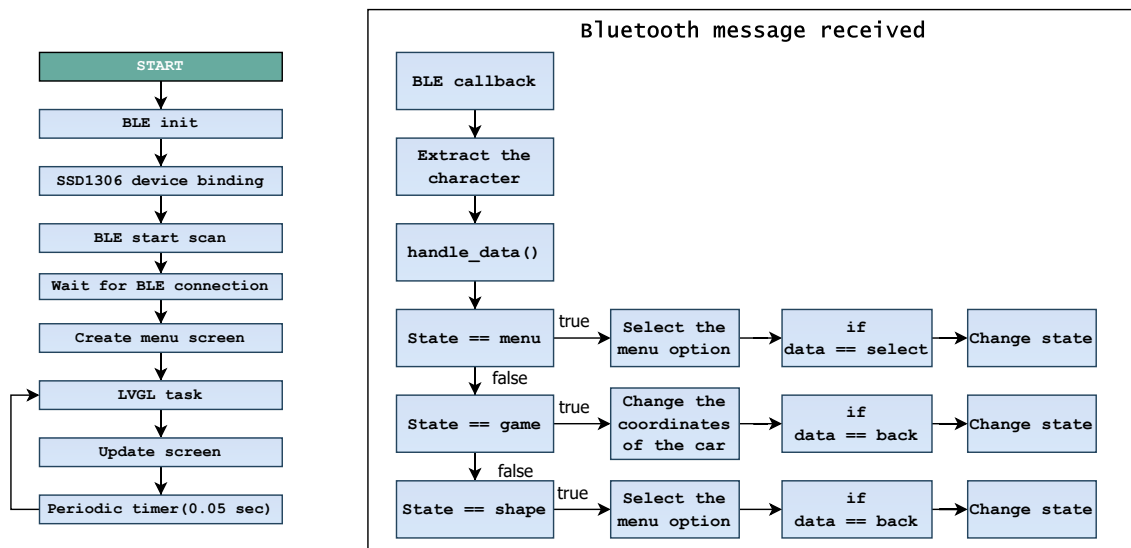 START
BLE init
SSD1306 device binding
BLE start scan
Wait for BLE connection
Create menu screen
LVGL task
Update screen
Periodic timer(0.05 sec)
Bluetooth message received
BLE callback
Extract the
character
handle_data()
State == menu
true
Select the
menu option
if
data == select
Change state
false
State == game
true
Change the
coordinates
of the car
if
data == back
Change state
false
State == shape
true
Select the
menu option
if
data == back
Change state